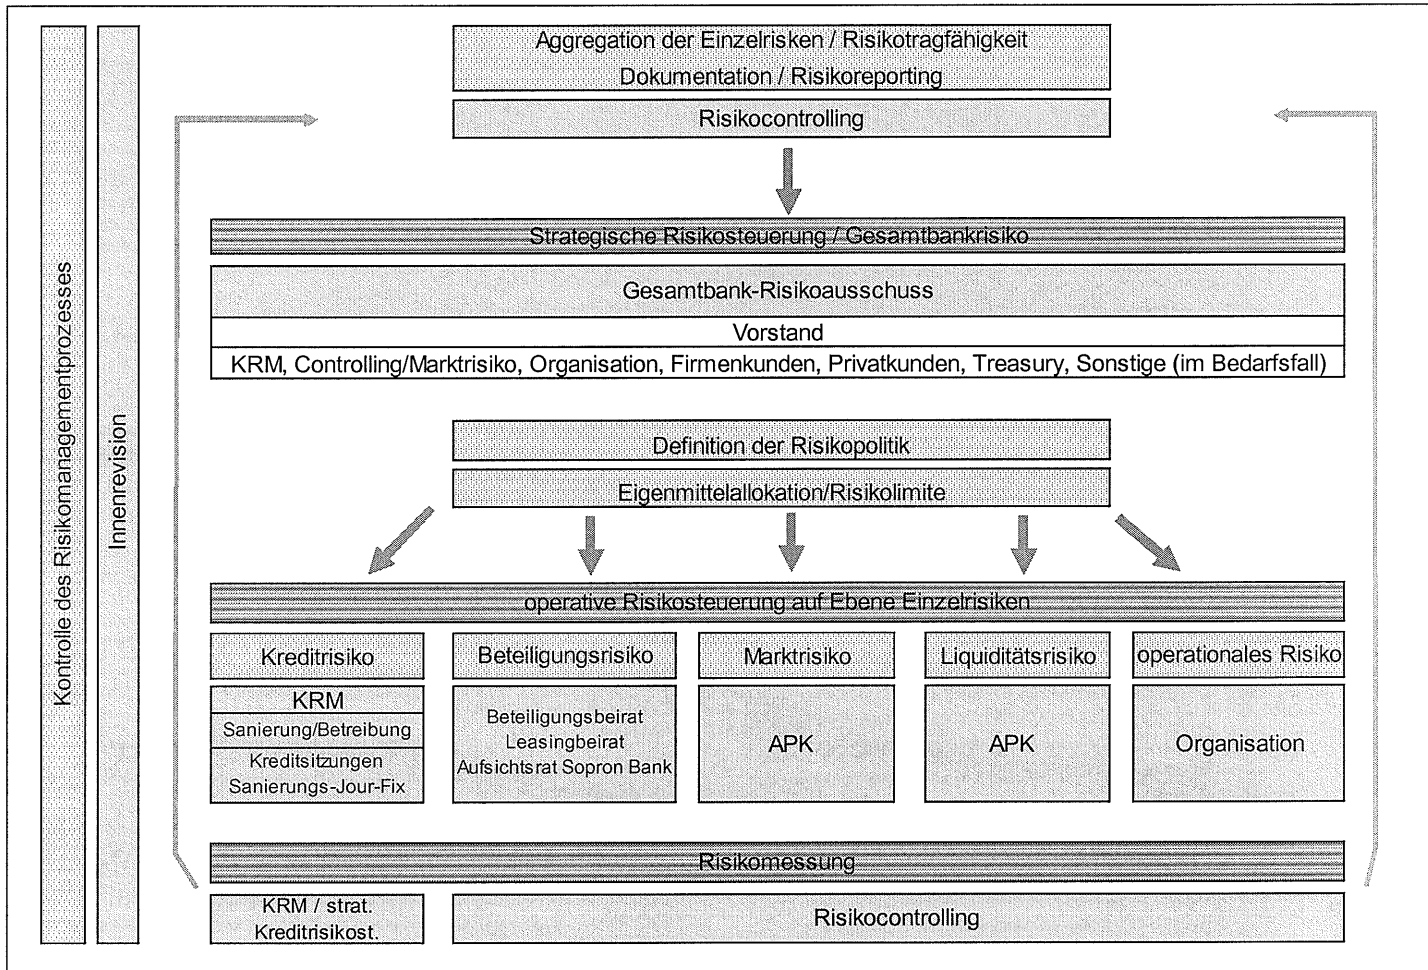 Kontrolle des Risikomanagementprozesses
Innenrevision
Aggregation der Einzelrisken / Risikotragfähigkeit
Dokumentation / Risikoreporting
Risikocontrolling
Strategische Risikosteuerung / Gesamtbankrisiko
Gesamtbank-Risikoausschuss
Vorstand
KRM, Controlling/Marktrisiko, Organisation, Firmenkunden, Privatkunden, Treasury, Sonstige (im Bedarfsfall)
Definition der Risikopolitik
Eigenmittelallokation/Risikolimite
operative Risikosteuerung auf Ebene Einzelrisiken
Kreditrisiko
KRM
Sanierung/Betreibung
Kreditsitzungen
Sanierungs-Jour-Fix
Beteiligungsrisiko
Beteiligungsbeirat
Leasingbeirat
Aufsichtsrat Sopron Bank
Marktrisiko
APK
Liquiditätsrisiko
APK
operationales Risiko
Organisation
Risikomessung
KRM / strat.
Kreditrisikost.
Risikocontrolling